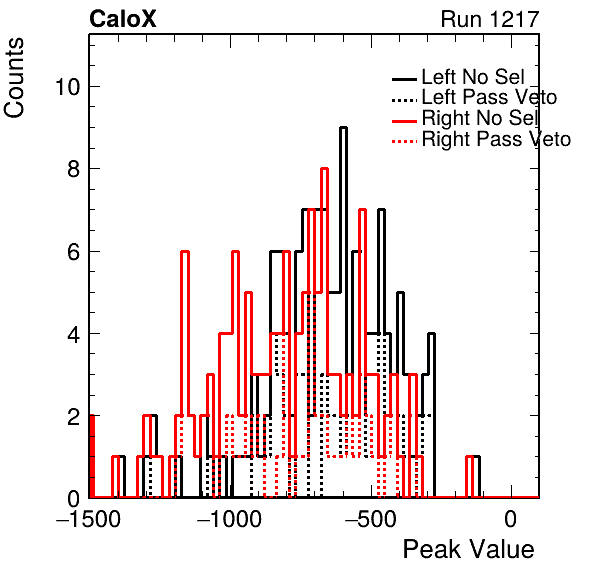 CaloX Run 1217
Counts
10
Left No Sel
Left Pass Veto
Right No Sel
Right Pass Veto
8
6
4
2
0
−1500 −1000 −500 0
Peak Value